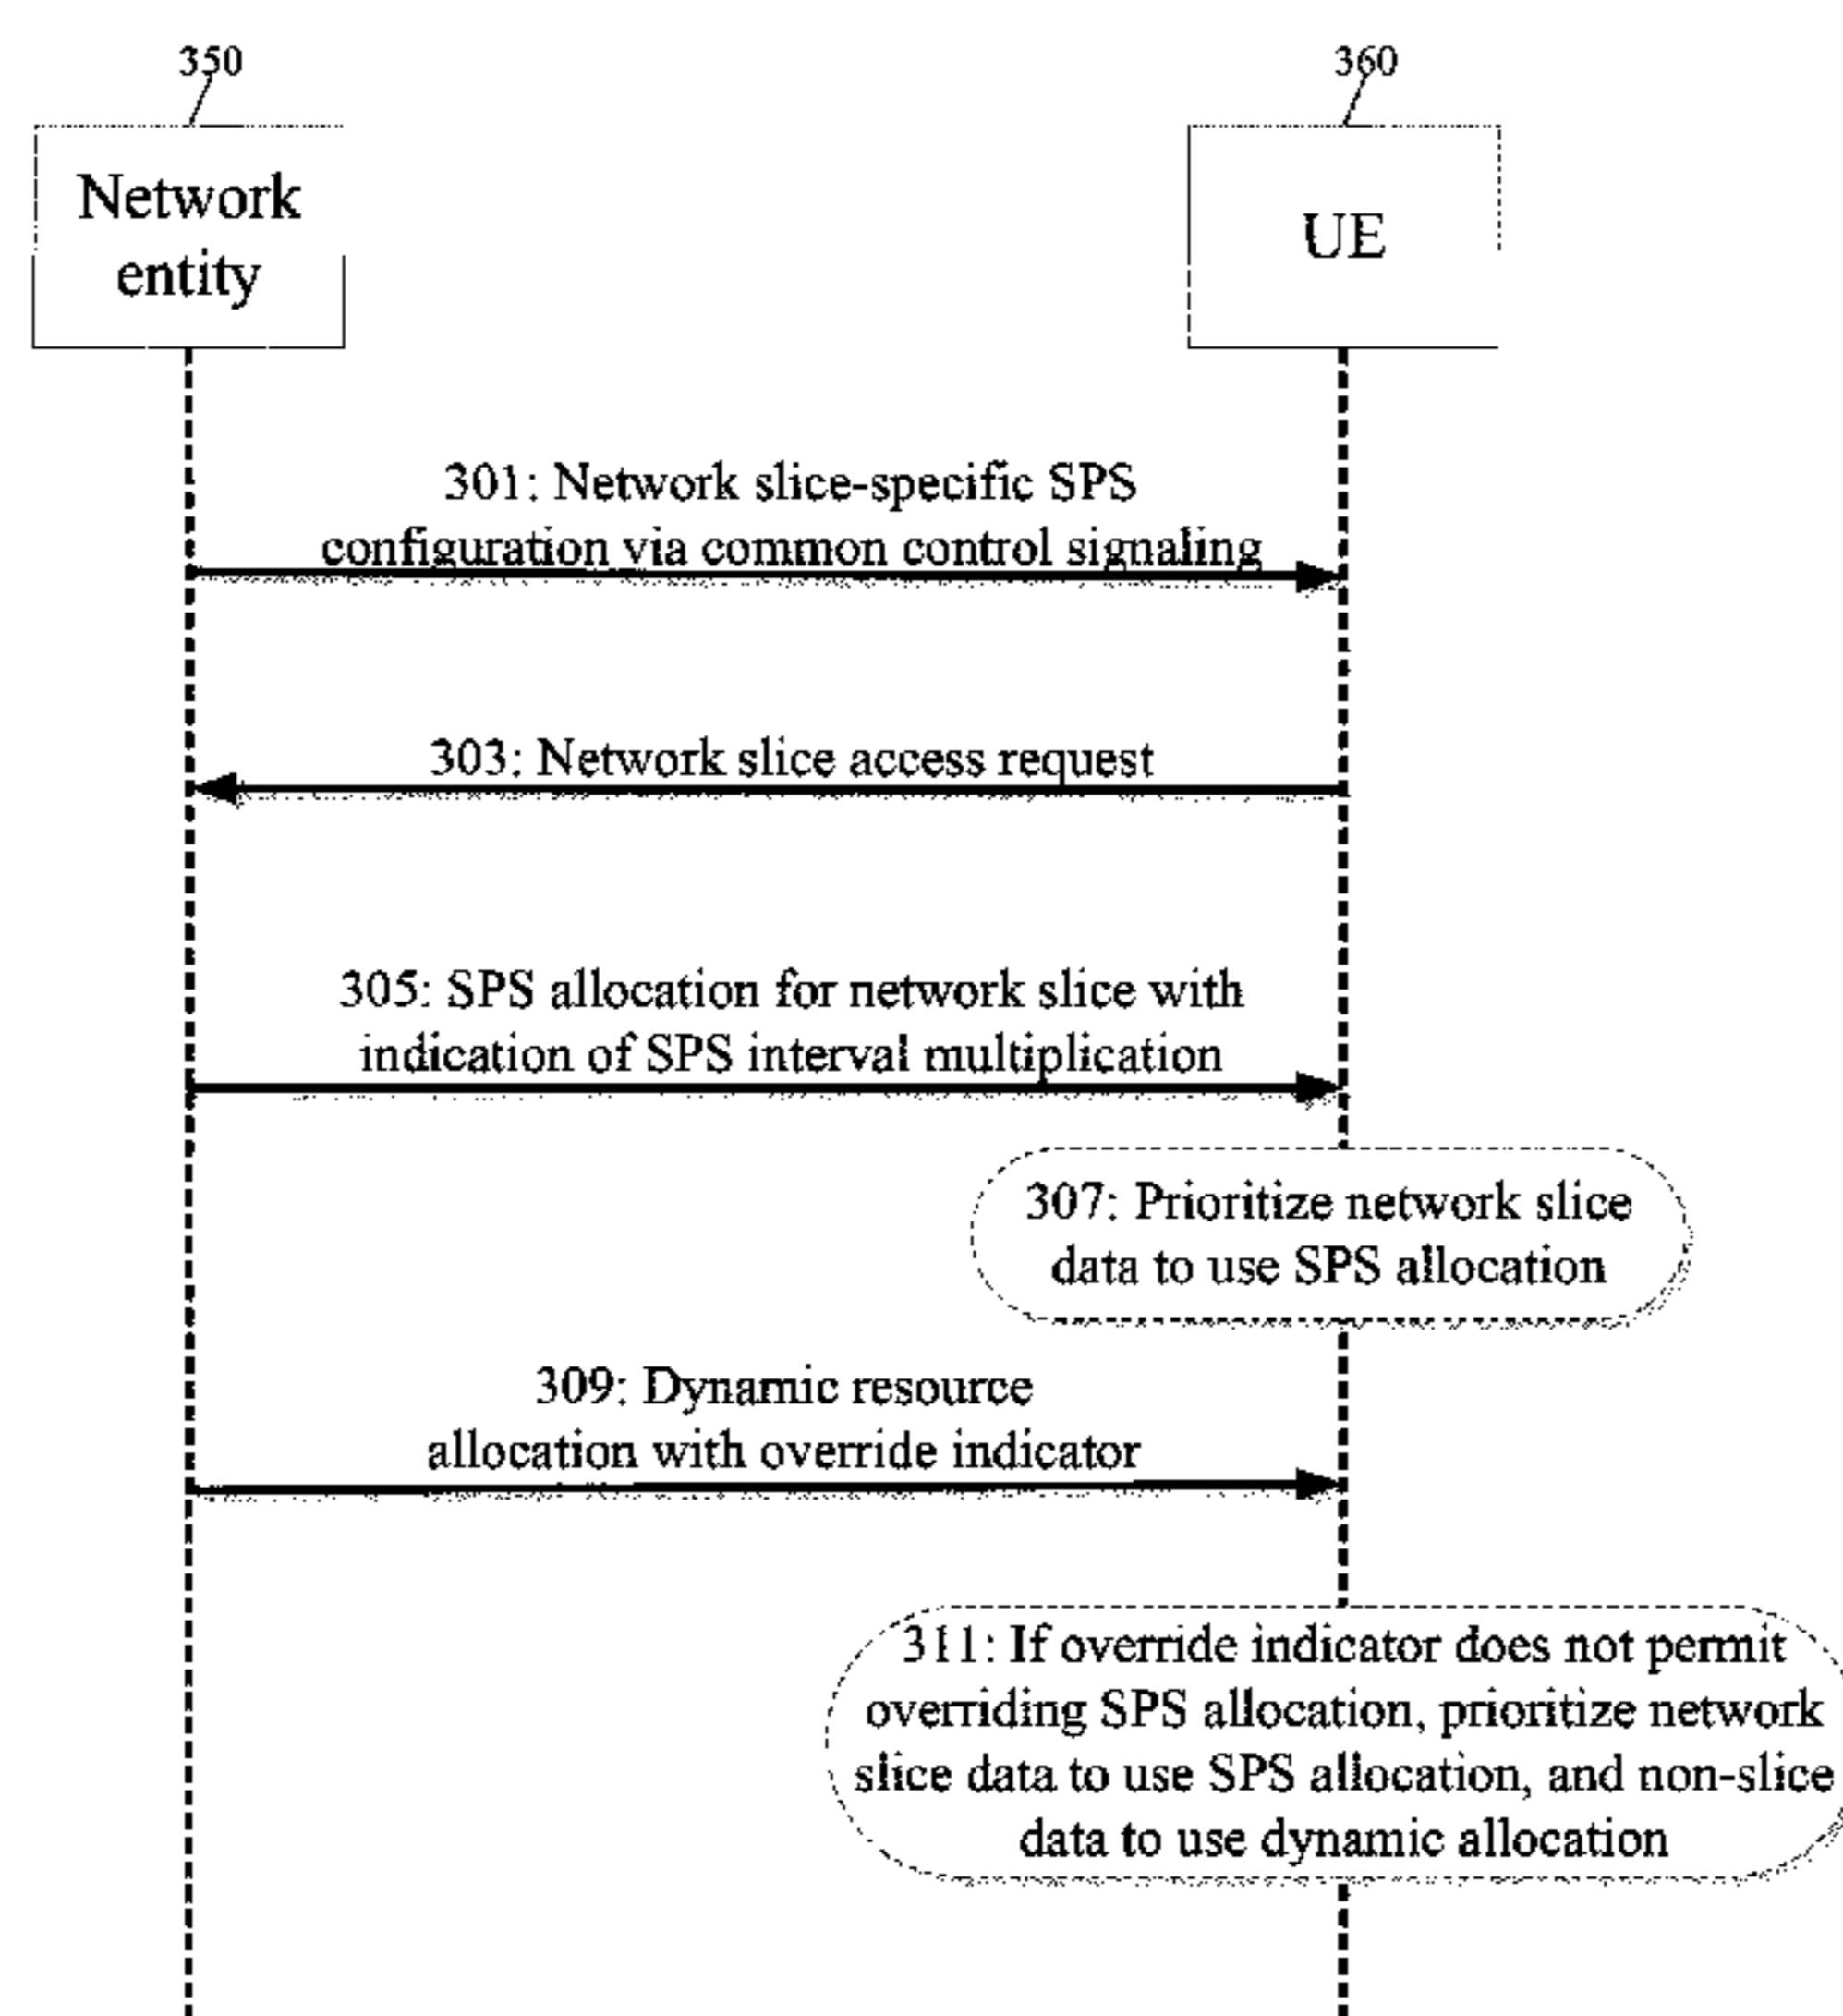 350
360
Network
entity
UE
301: Network slice-specific SPS
configuration via common control signaling
303: Network slice access request
305: SPS allocation for network slice with
indication of SPS interval multiplication
307: Prioritize network slice
data to use SPS allocation
309: Dynamic resource
allocation with override indicator
311: If override indicator does not permit
overriding SPS allocation, prioritize network
slice data to use SPS allocation, and non-slice
data to use dynamic allocation